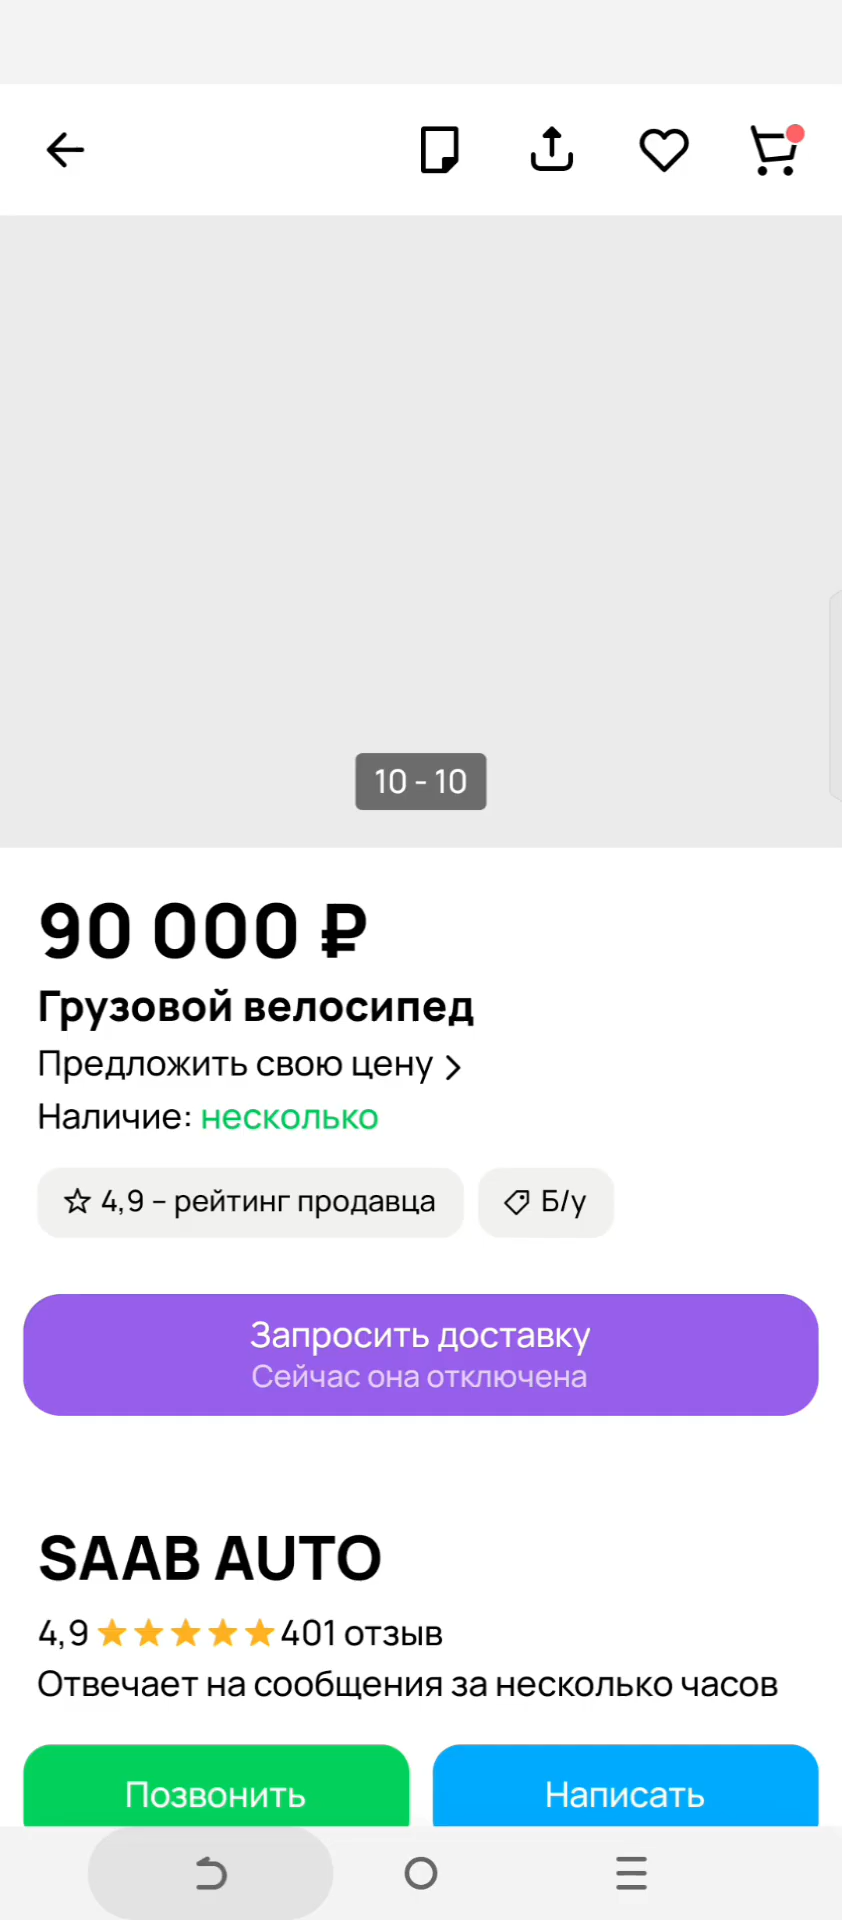 10 - 10
90 000 ₽
Грузовой велосипед
Предложить свою цену
Наличие: несколько
4,9 – рейтинг продавца
Б/у
Запросить доставку
Сейчас она отключена
SAAB AUTO
4,9 401 отзыв
Отвечает на сообщения за несколько часов
Позвонить
Написать